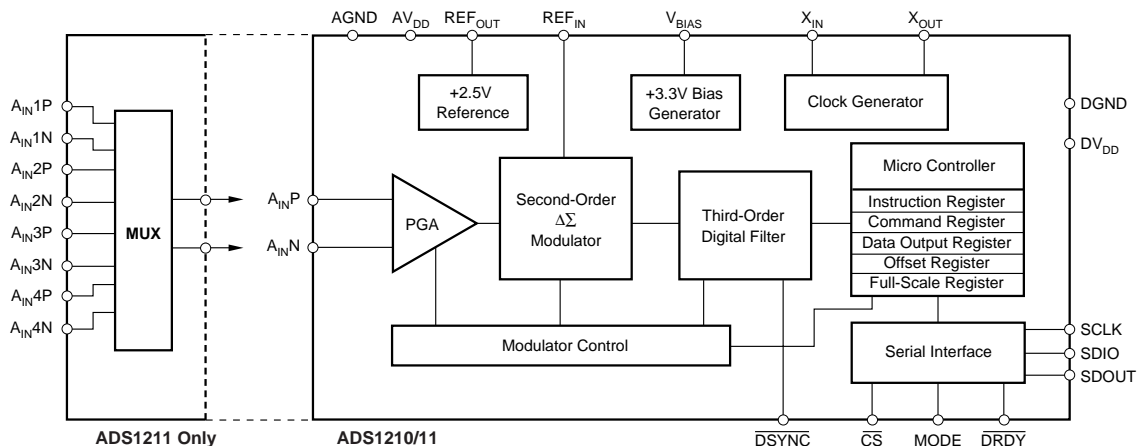 AGND
AVDD
REFOUT
REFIN
VBIAS
XIN
XOUT
AIN1P
AIN1N
AIN2P
AIN2N
AIN3P
AIN3N
AIN4P
AIN4N
MUX
AINP
AINN
PGA
+2.5V
Reference
+3.3V Bias
Generator
Clock Generator
Second-Order
ΔΣ
Modulator
Third-Order
Digital Filter
Micro Controller
Instruction Register
Command Register
Data Output Register
Offset Register
Full-Scale Register
Modulator Control
Serial Interface
DGND
DVDD
SCLK
SDIO
SDOUT
ADS1211 Only
ADS1210/11
DSYNC
CS
MODE
DRDY